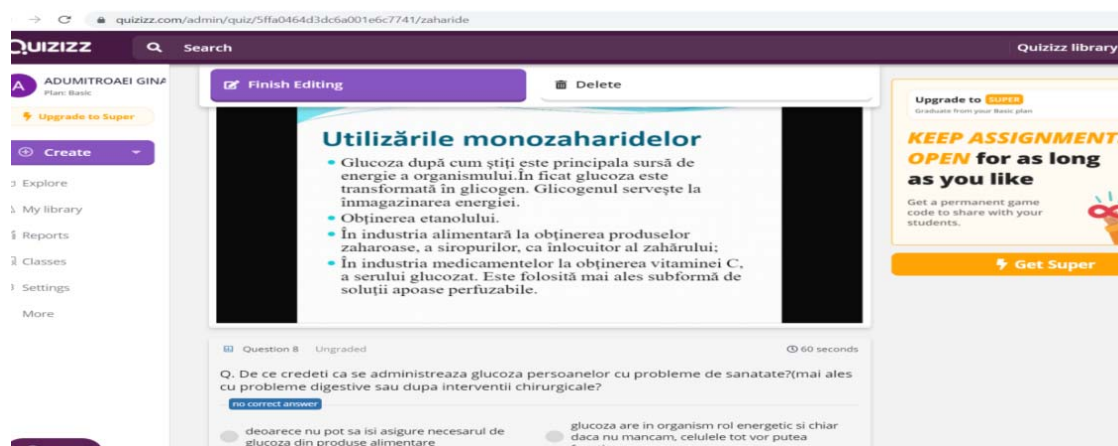 quizizz.com/admin/quiz/5ffa0464d3dc6a001e6c7741/zaharide
QUIZIZZ
Search
Quizizz library
A
ADUMITROAEI GINA
Plan: Basic
Upgrade to Super
Create
Explore
My library
Reports
Classes
Settings
More
Finish Editing
Delete
Utilizările monozaharidelor
• Glucoza după cum știți este principala sursă de
energie a organismului.În ficat glucoza este
transformată în glicogen. Glicogenul servește la
înmagazinarea energiei.
• Obținerea etanolului.
• În industria alimentară la obținerea produselor
zaharoase, a siropurilor, ca înlocuitor al zahărului;
• În industria medicamentelor la obținerea vitaminei C,
a serului glucozat. Este folosită mai ales subformă de
soluții apoase perfuzabile.
Question 8 Ungraded
60 seconds
Q. De ce credeti ca se administreaza glucoza persoanelor cu probleme de sanatate?(mai ales
cu probleme digestive sau dupa interventii chirurgicale?
no correct answer
deoarece nu pot sa isi asigure necesarul de
glucoza din produse alimentare
glucoza are in organism rol energetic si chiar
daca nu mancam, celulele tot vor putea
Upgrade to SUPER
Graduate from your Basic plan
KEEP ASSIGNMENT
OPEN for as long
as you like
Get a permanent game
code to share with your
students.
Get Super